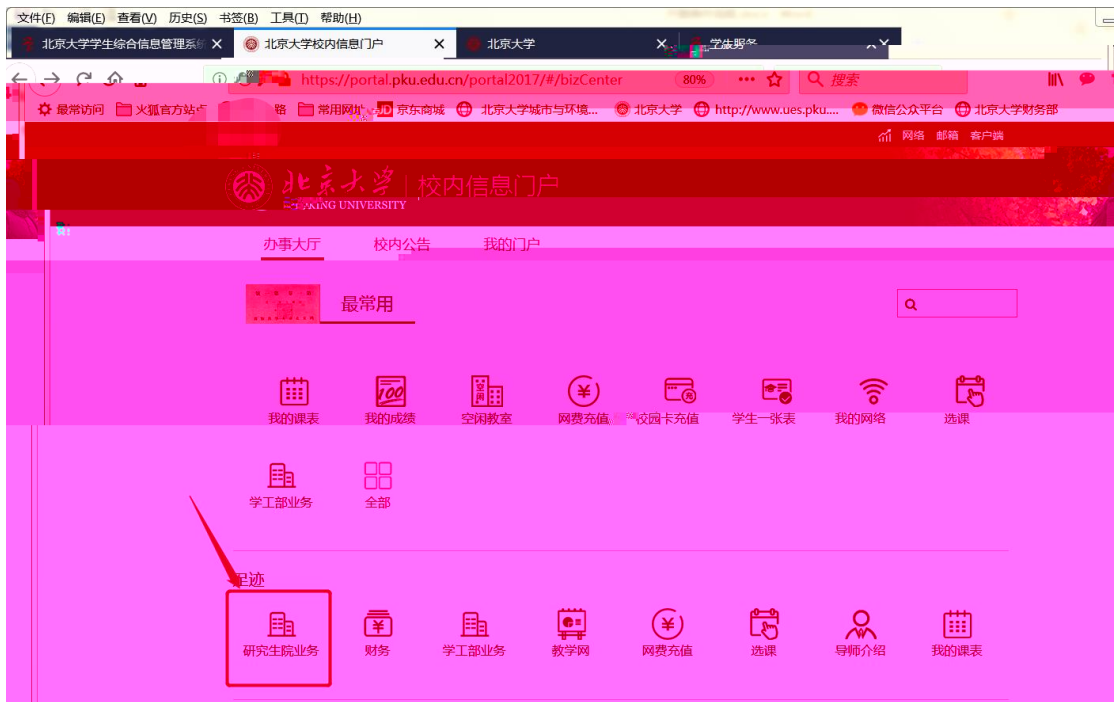 文件(F) 编辑(E) 查看(V) 历史(S) 书签(B) 工具(T) 帮助(H)
北京大学学生综合信息管理系统 北京大学校内信息门户 北京大学
https://portal.pku.edu.cn/portal2017/#/bizCenter 80% 搜索
最常访问 火狐官方站点 常用网址 JD 京东商城 北京大学城市与环境... 北京大学 http://www.ues.pku.... 微信公众平台 北京大学财务部
网络 邮箱 客户端
北京大学 校内信息门户
PEKING UNIVERSITY
办事大厅 校内公告 我的门户
最常用
我的课表 我的成绩 空闲教室 网费充值 校园卡充值 学生一张表 我的网络 选课
学工部业务 全部
足迹
研究生院业务 财务 学工部业务 教学网 网费充值 选课 导师介绍 我的课表